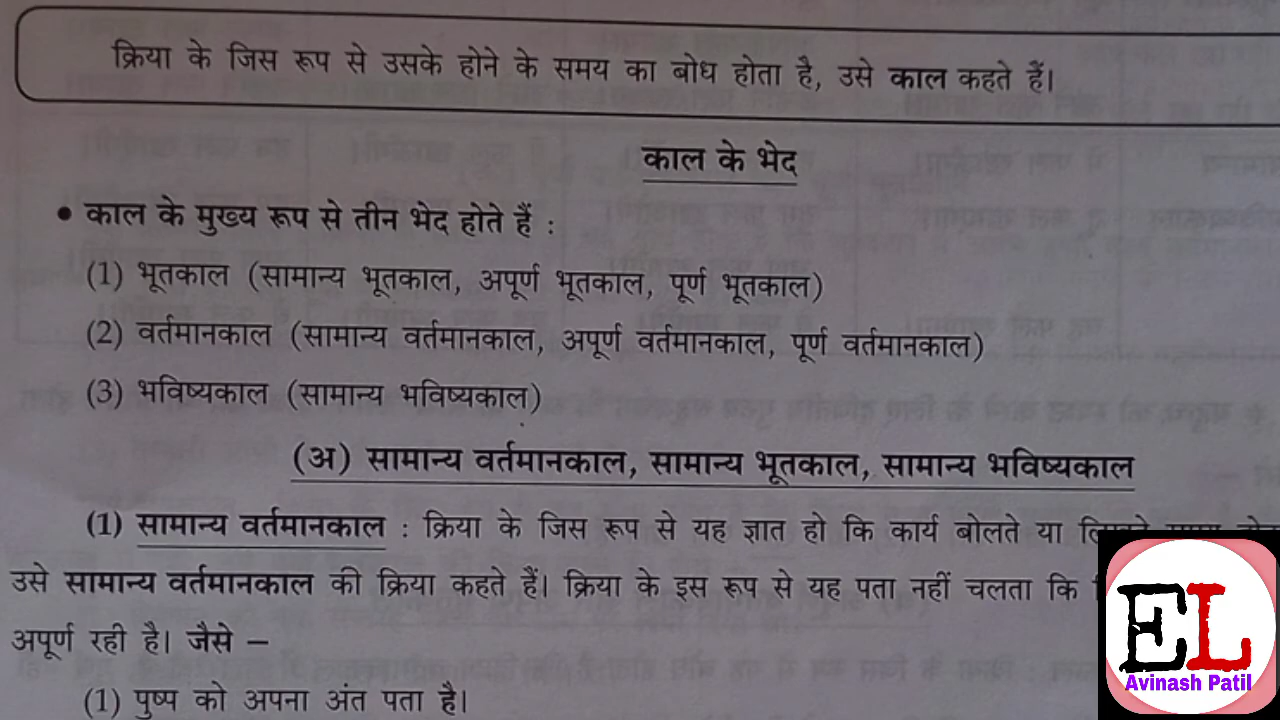 क्रिया के जिस रूप से उसके होने के समय का बोध होता है, उसे काल कहते हैं।
काल के भेद
• काल के मुख्य रूप से तीन भेद होते हैं :
(1) भूतकाल (सामान्य भूतकाल, अपूर्ण भूतकाल, पूर्ण भूतकाल)
(2) वर्तमानकाल (सामान्य वर्तमानकाल, अपूर्ण वर्तमानकाल, पूर्ण वर्तमानकाल)
(3) भविष्यकाल (सामान्य भविष्यकाल)
(अ) सामान्य वर्तमानकाल, सामान्य भूतकाल, सामान्य भविष्यकाल
(1) सामान्य वर्तमानकाल : क्रिया के जिस रूप से यह ज्ञात हो कि कार्य बोलते या
उसे सामान्य वर्तमानकाल की क्रिया कहते हैं। क्रिया के इस रूप से यह पता नहीं चलता कि
अपूर्ण रही है। जैसे –
(1) पुष्प को अपना अंत पता है।
EL
Avinash Patil